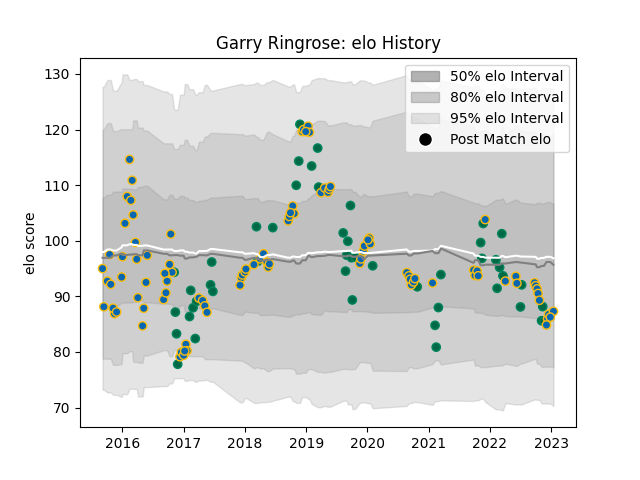 Garry Ringrose: elo History
elo score
130
120
110
100
90
80
70
50% elo Interval
80% elo Interval
95% elo Interval
Post Match elo
2016 2017 2018 2019 2020 2021 2022 2023